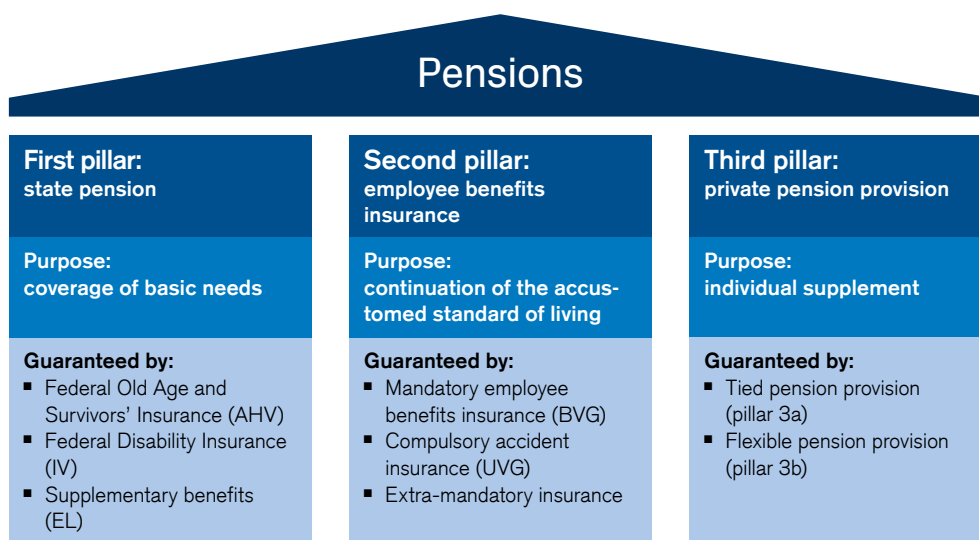 Pensions
First pillar:
state pension
Purpose:
coverage of basic needs
Guaranteed by:
▪ Federal Old Age and
Survivors’ Insurance (AHV)
▪ Federal Disability Insurance
(IV)
▪ Supplementary benefits
(EL)
Second pillar:
employee benefits
insurance
Purpose:
continuation of the accus-
tomed standard of living
Guaranteed by:
▪ Mandatory employee
benefits insurance (BVG)
▪ Compulsory accident
insurance (UVG)
▪ Extra-mandatory insurance
Third pillar:
private pension provision
Purpose:
individual supplement
Guaranteed by:
▪ Tied pension provision
(pillar 3a)
▪ Flexible pension provision
(pillar 3b)